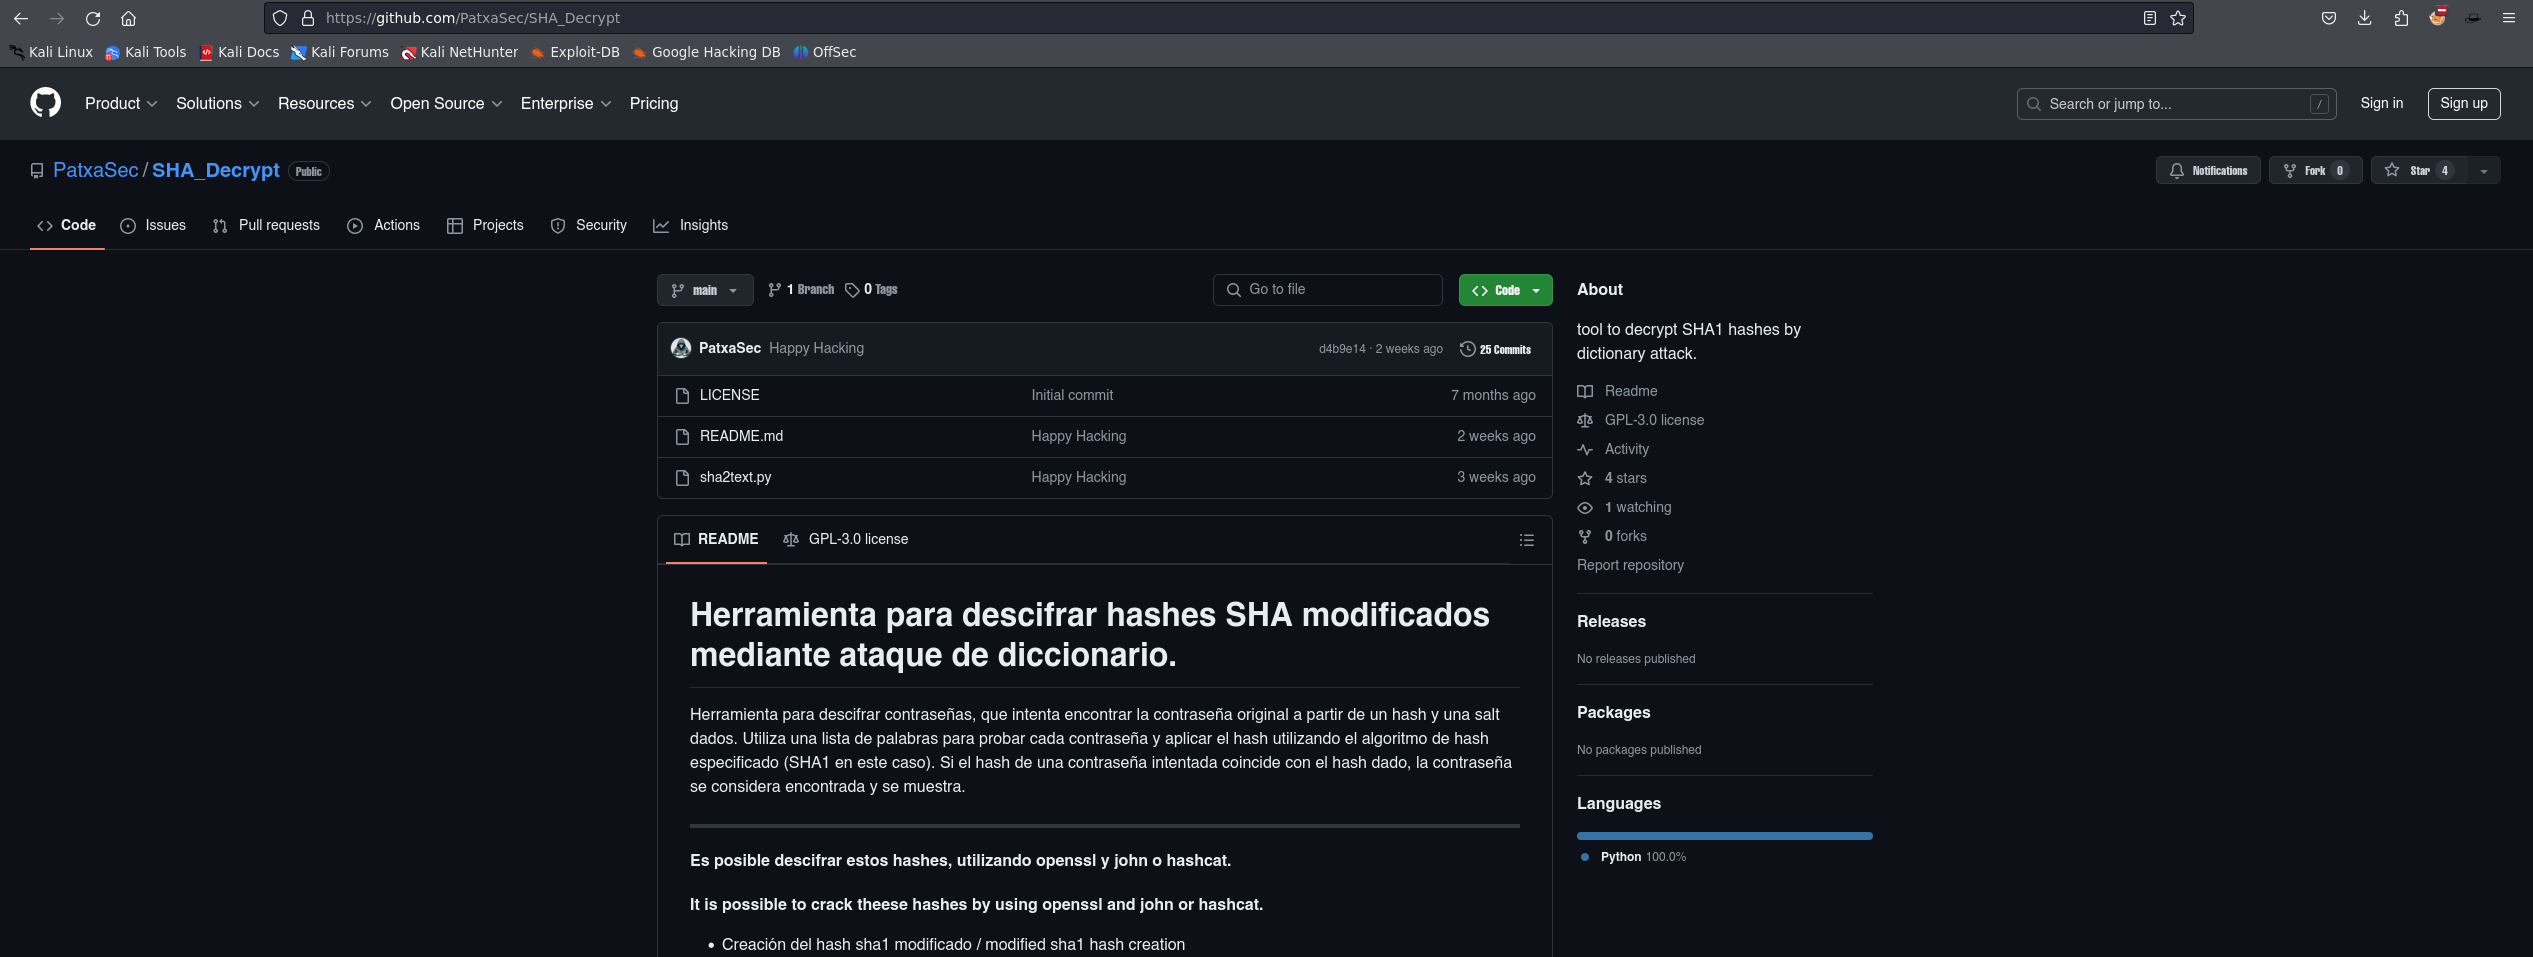 https://github.com/PatxaSec/SHA_Decrypt
Kali Linux Kali Tools Kali Docs Kali Forums Kali NetHunter Exploit-DB Google Hacking DB OffSec
Product Solutions Resources Open Source Enterprise Pricing Search or jump to... / Sign in Sign up
PatxaSec / SHA_Decrypt Public Notifications Fork 0 Star 4
Code Issues Pull requests Actions Projects Security Insights
main 1 Branch 0 Tags Go to file Code
PatxaSec Happy Hacking d4b9e14 · 2 weeks ago 25 Commits
LICENSE Initial commit 7 months ago
README.md Happy Hacking 2 weeks ago
sha2text.py Happy Hacking 3 weeks ago
README GPL-3.0 license
Herramienta para descifrar hashes SHA modificados
mediante ataque de diccionario.
Herramienta para descifrar contraseñas, que intenta encontrar la contraseña original a partir de un hash y una salt
dados. Utiliza una lista de palabras para probar cada contraseña y aplicar el hash utilizando el algoritmo de hash
especificado (SHA1 en este caso). Si el hash de una contraseña intentada coincide con el hash dado, la contraseña
se considera encontrada y se muestra.
Es posible descifrar estos hashes, utilizando openssl y john o hashcat.
It is possible to crack theese hashes by using openssl and john or hashcat.
• Creación del hash sha1 modificado / modified sha1 hash creation
About
tool to decrypt SHA1 hashes by
dictionary attack.
Readme
GPL-3.0 license
Activity
4 stars
1 watching
0 forks
Report repository
Releases
No releases published
Packages
No packages published
Languages
Python 100.0%